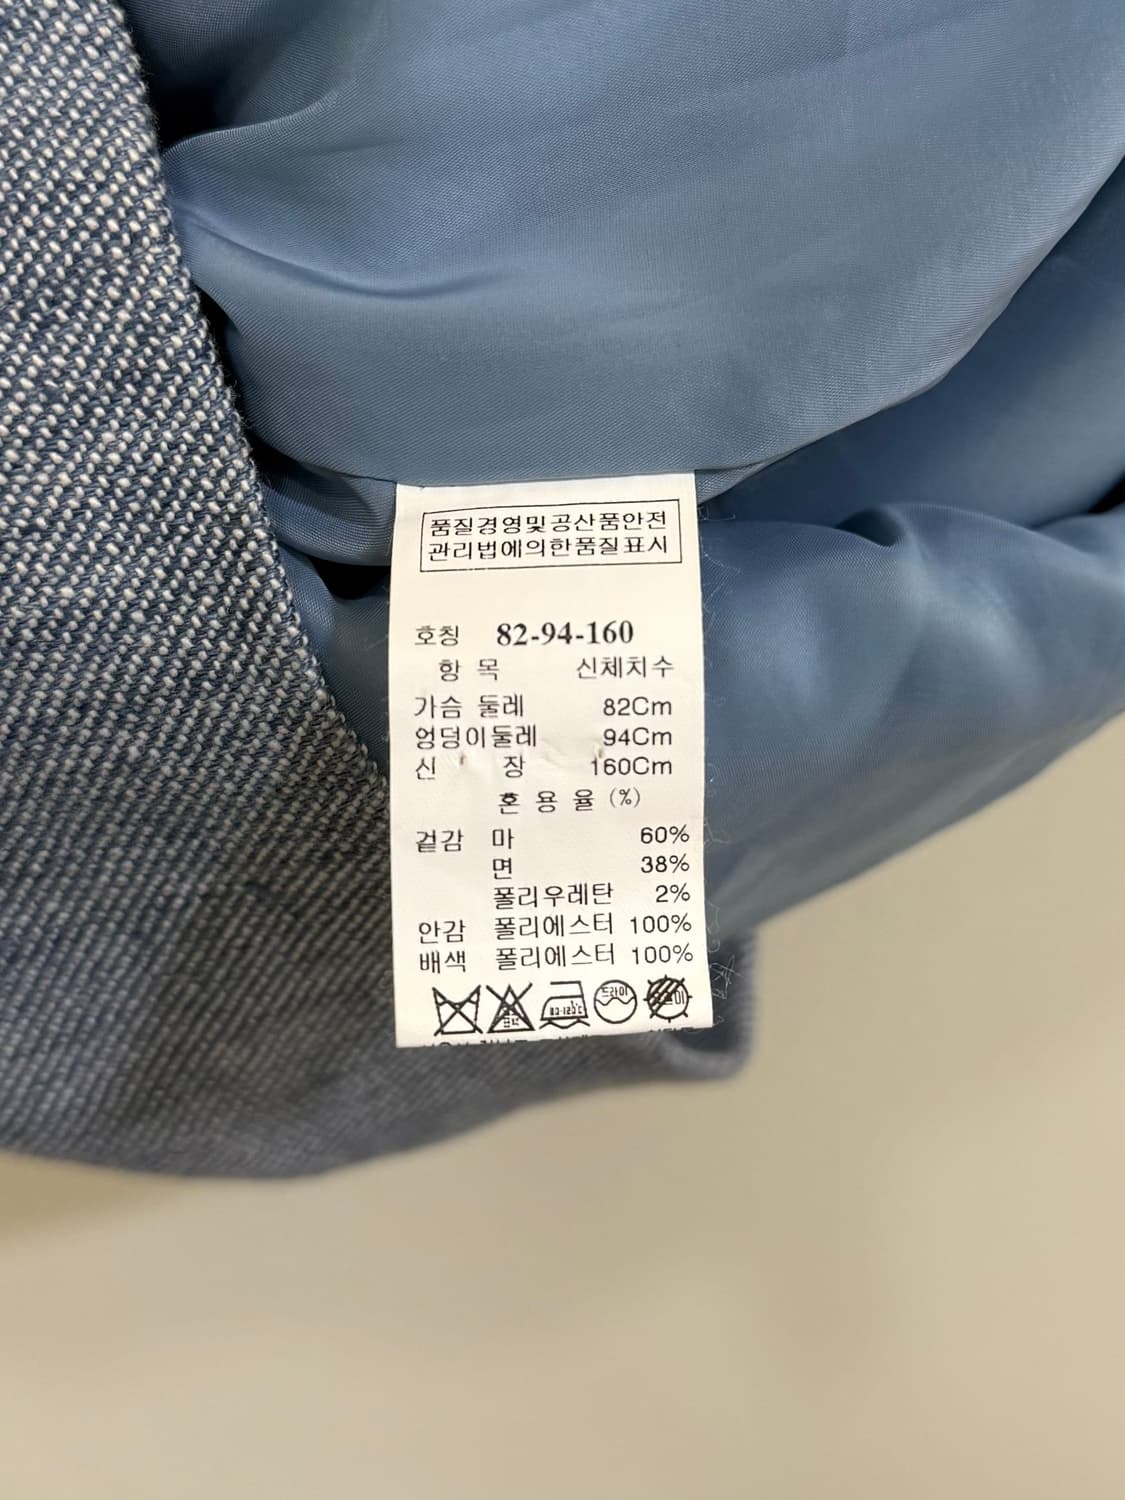 품질경영및공산품안전
관리법에의한품질표시
호칭 82-94-160
항 목 신체치수
가슴 둘레 82Cm
엉덩이둘레 94Cm
신 장 160Cm
혼 용 율 (%)
겉감 마 60%
면 38%
폴리우레탄 2%
안감 폴리에스터 100%
배색 폴리에스터 100%
드라이